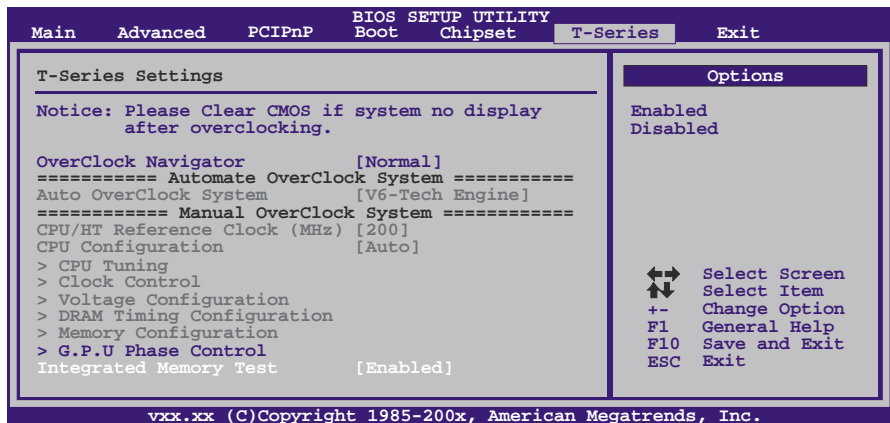 BIOS SETUP UTILITY
Main Advanced PCIPnP Boot Chipset T-Series Exit
T-Series Settings
Notice: Please Clear CMOS if system no display
after overclocking.
OverClock Navigator [Normal]
=========== Automate OverClock System ===========
Auto OverClock System [V6-Tech Engine]
============ Manual OverClock System ============
CPU/HT Reference Clock (MHz) [200]
CPU Configuration [Auto]
> CPU Tuning
> Clock Control
> Voltage Configuration
> DRAM Timing Configuration
> Memory Configuration
> G.P.U Phase Control
Integrated Memory Test [Enabled]
Options
Enabled
Disabled
Select Screen
Select Item
+- Change Option
F1 General Help
F10 Save and Exit
ESC Exit
vxx.xx (C)Copyright 1985-200x, American Megatrends, Inc.